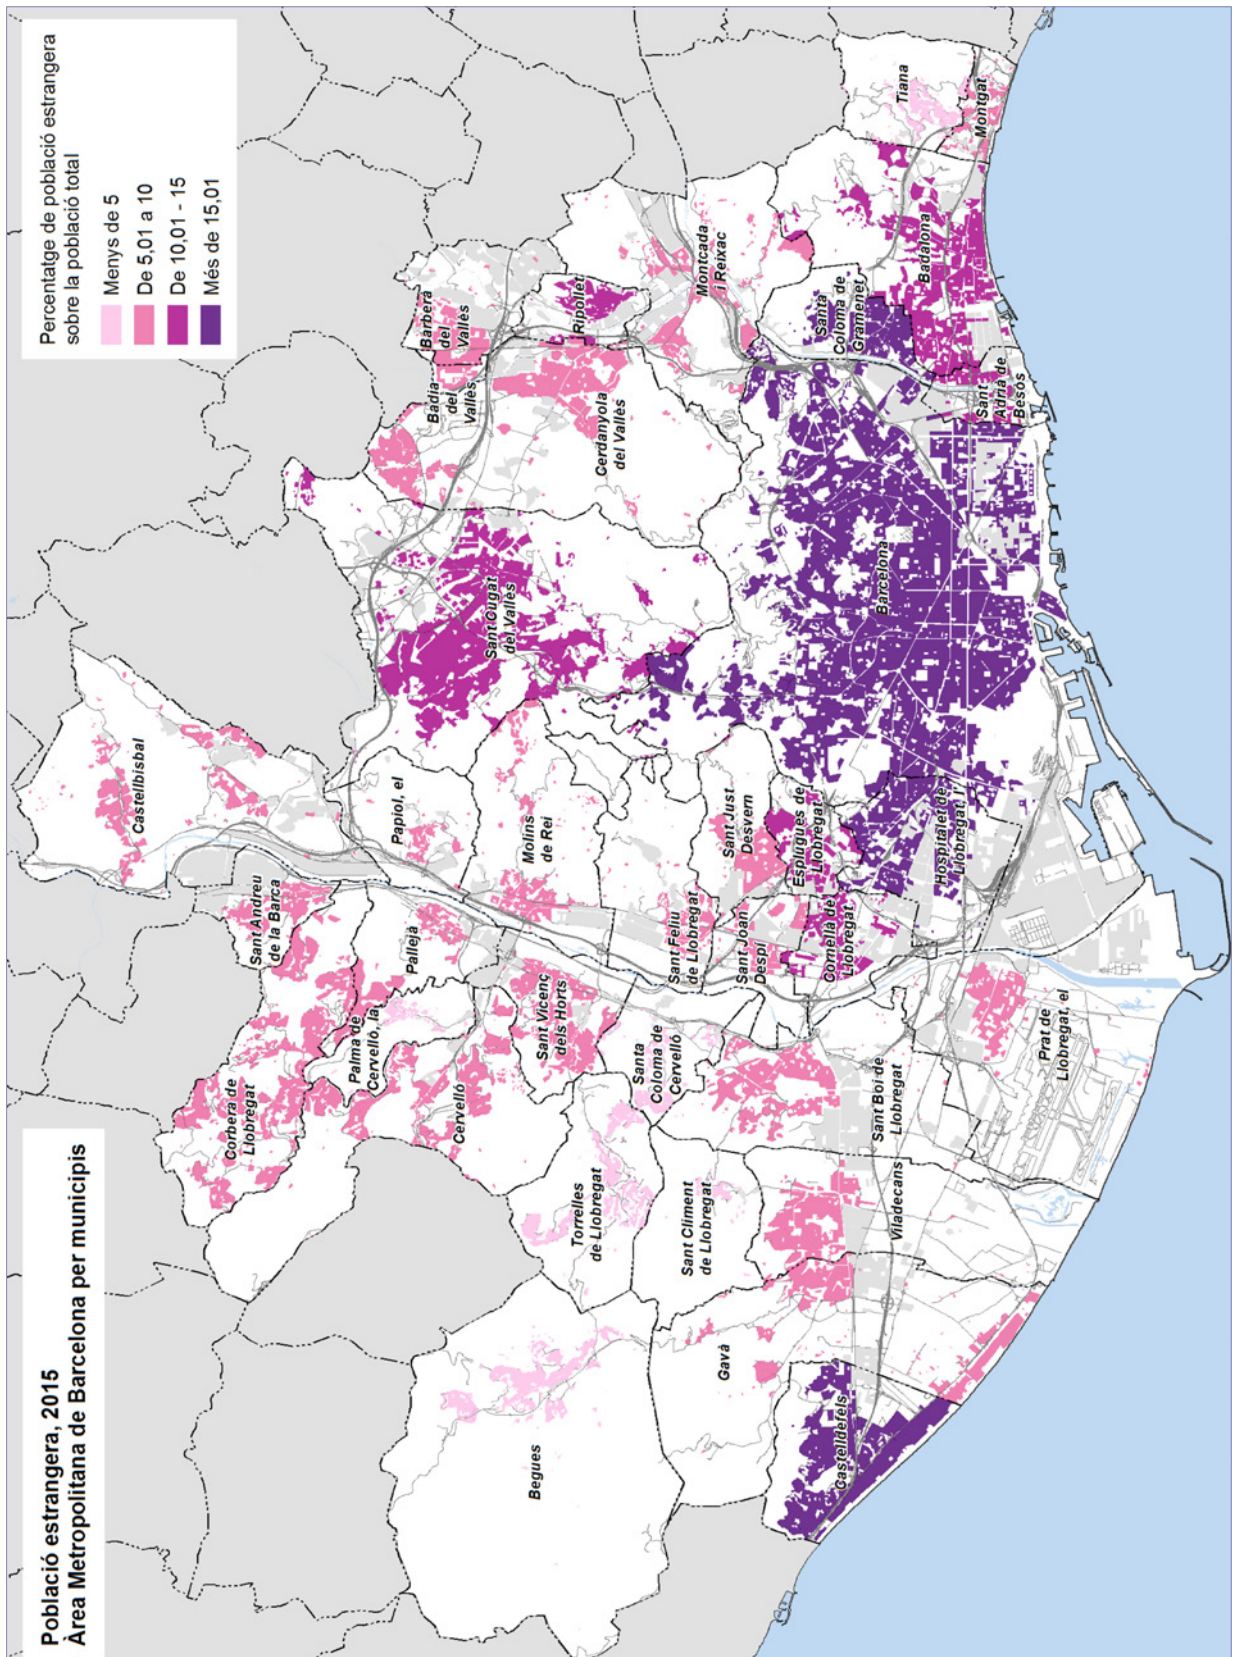 Població estrangera, 2015
Àrea Metropolitana de Barcelona per municipis
Percentatge de població estrangera
sobre la població total
Menys de 5
De 5,01 a 10
De 10,01 - 15
Més de 15,01
Castellbisbal
Sant Andreu
de la Barca
Corbera de
Llobregat
Pallejà
Palma de
Cervelló, la
Cervelló
Papiol, el
Molins
de Rei
Sant Vicenç
dels Horts
Sant Cugat
del Vallès
Badia
del
Vallès
Barberà
del
Vallès
Ripollet
Cerdanyola
del Vallès
Montcada
i Reixac
Torrelles
de Llobregat
Santa
Coloma de
Cervelló
Sant Climent
de Llobregat
Begues
Gavà
Sant Feliu
de Llobregat
Sant Just
Desvern
Sant Joan
Despí
Esplugues de
Llobregat
Cornellà de
Llobregat
Hospitalet de
Llobregat, l'
Barcelona
Santa
Coloma de
Gramenet
Badalona
Tiana
Montgat
Sant
Adrià de
Besòs
Castelldefels
Viladecans
Sant Boi de
Llobregat
Prat de
Llobregat, el